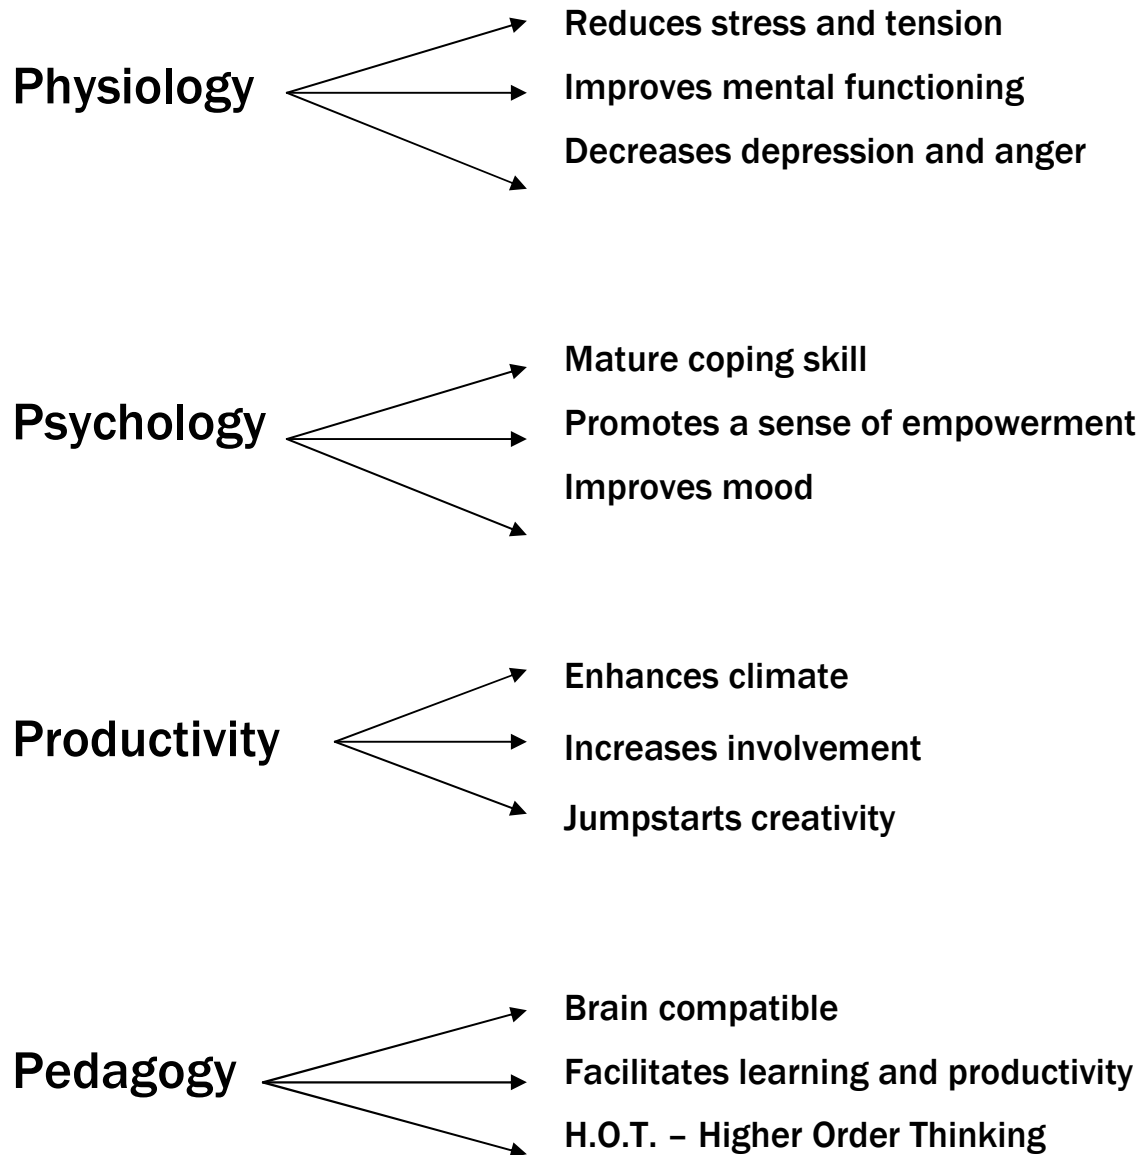 Physiology
Reduces stress and tension
Improves mental functioning
Decreases depression and anger
Psychology
Mature coping skill
Promotes a sense of empowerment
Improves mood
Productivity
Enhances climate
Increases involvement
Jumpstarts creativity
Pedagogy
Brain compatible
Facilitates learning and productivity
H.O.T. – Higher Order Thinking